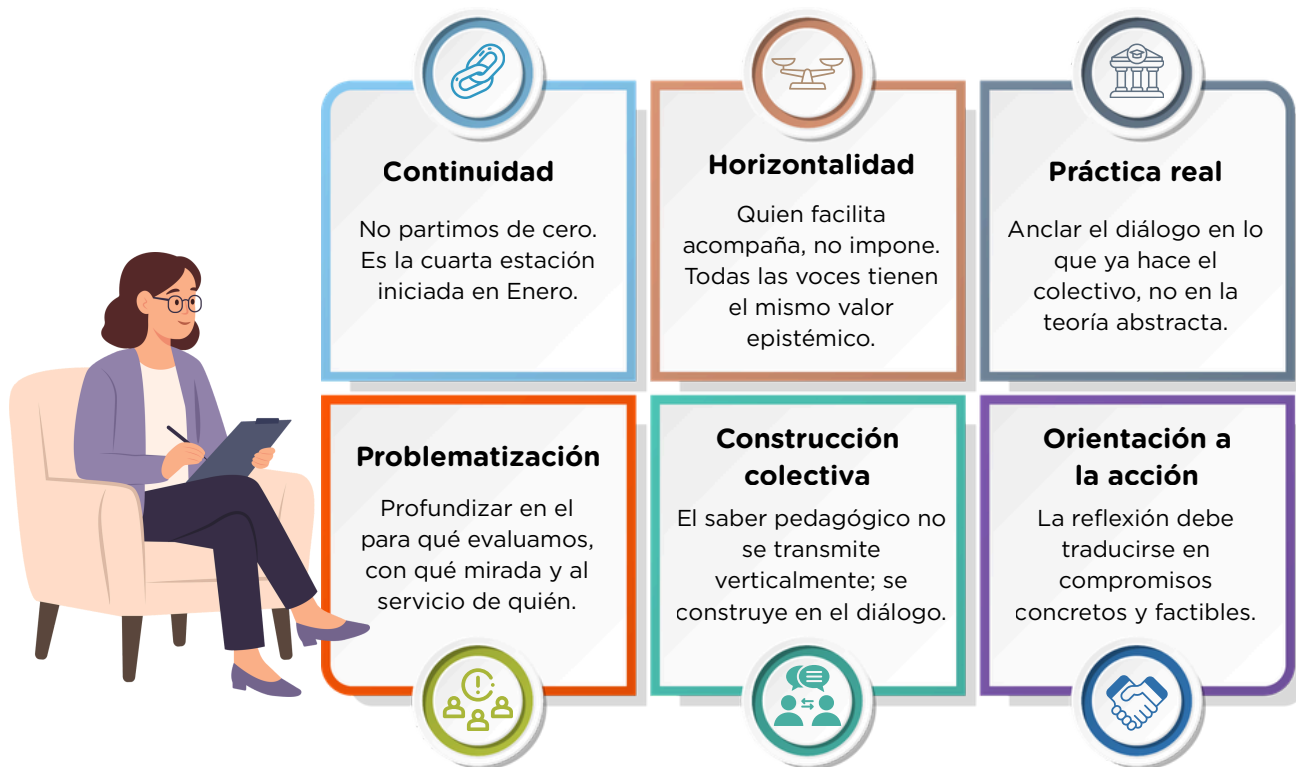 Continuidad
No partimos de cero.
Es la cuarta estación
iniciada en Enero.
Horizontalidad
Quien facilita
acompaña, no impone.
Todas las voces tienen
el mismo valor
epistémico.
Práctica real
Anclar el diálogo en lo
que ya hace el
colectivo, no en la
teoría abstracta.
Problematización
Profundizar en el
para qué evaluamos,
con qué mirada y al
servicio de quién.
Construcción
colectiva
El saber pedagógico no
se transmite
verticalmente; se
construye en el diálogo.
Orientación a
la acción
La reflexión debe
traducirse en
compromisos
concretos y factibles.